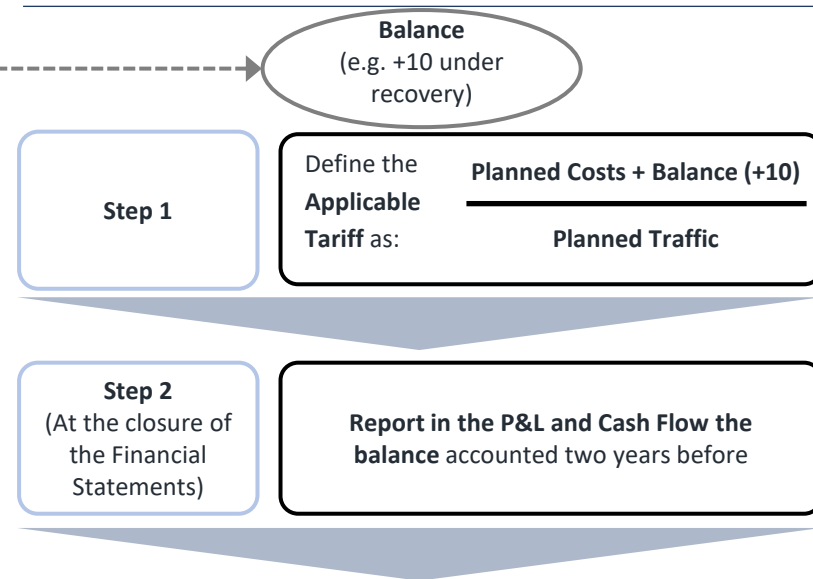 Balance
(e.g. +10 under
recovery)
Step 1
Define the
Applicable
Tariff as:
Planned Costs + Balance (+10)
Planned Traffic
Step 2
(At the closure of
the Financial
Statements)
Report in the P&L and Cash Flow the
balance accounted two years before